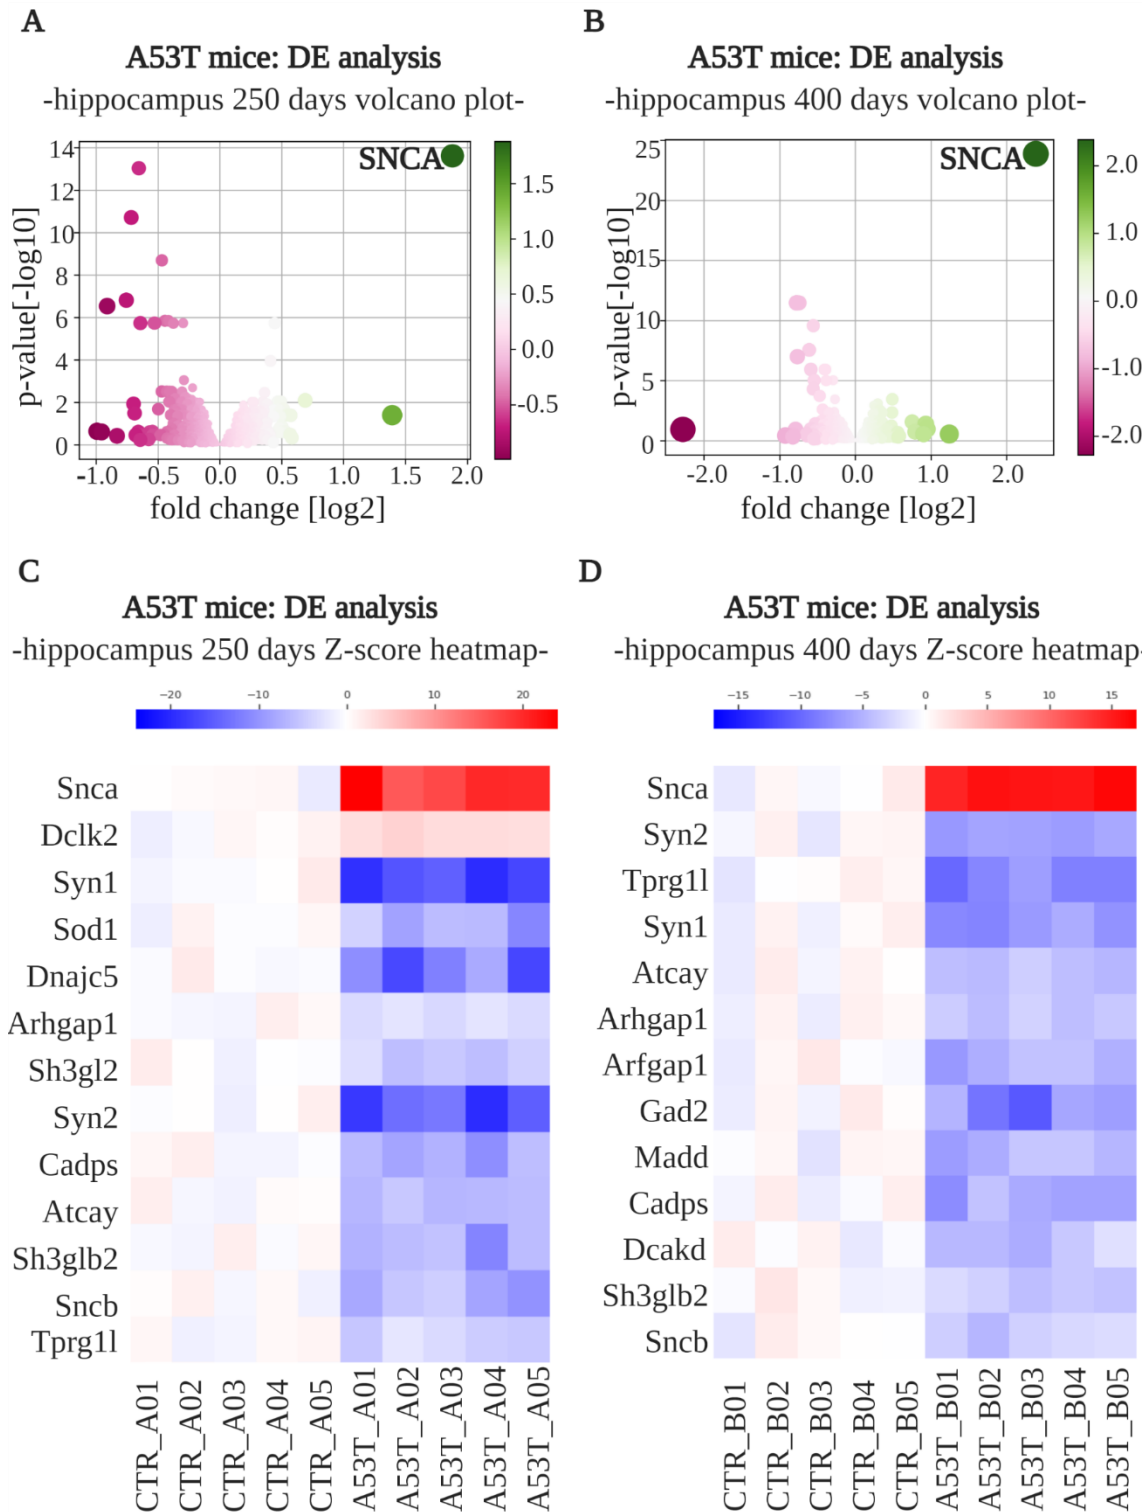 A
A53T mice: DE analysis
-hippocampus 250 days volcano plot-
p-value[-log10]
14
12
10
8
6
4
2
0
SNCA
-1.0 -0.5 0.0 0.5 1.0 1.5 2.0
fold change [log2]
1.5
1.0
0.5
0.0
-0.5
B
A53T mice: DE analysis
-hippocampus 400 days volcano plot-
p-value[-log10]
25
20
15
10
5
0
SNCA
-2.0 -1.0 0.0 1.0 2.0
fold change [log2]
2.0
1.0
0.0
-1.0
-2.0
C
A53T mice: DE analysis
-hippocampus 250 days Z-score heatmap-
−20 −10 0 10 20
Snca
Dclk2
Syn1
Sod1
Dnajc5
Arhgap1
Sh3gl2
Syn2
Cadps
Atcay
Sh3glb2
Sncb
Tprg1l
CTR_A01
CTR_A02
CTR_A03
CTR_A04
CTR_A05
A53T_A01
A53T_A02
A53T_A03
A53T_A04
A53T_A05
D
A53T mice: DE analysis
-hippocampus 400 days Z-score heatmap-
−15 −10 −5 0 5 10 15
Snca
Syn2
Tprg1l
Syn1
Atcay
Arhgap1
Arfgap1
Gad2
Madd
Cadps
Dcakd
Sh3glb2
Sncb
CTR_B01
CTR_B02
CTR_B03
CTR_B04
CTR_B05
A53T_B01
A53T_B02
A53T_B03
A53T_B04
A53T_B05